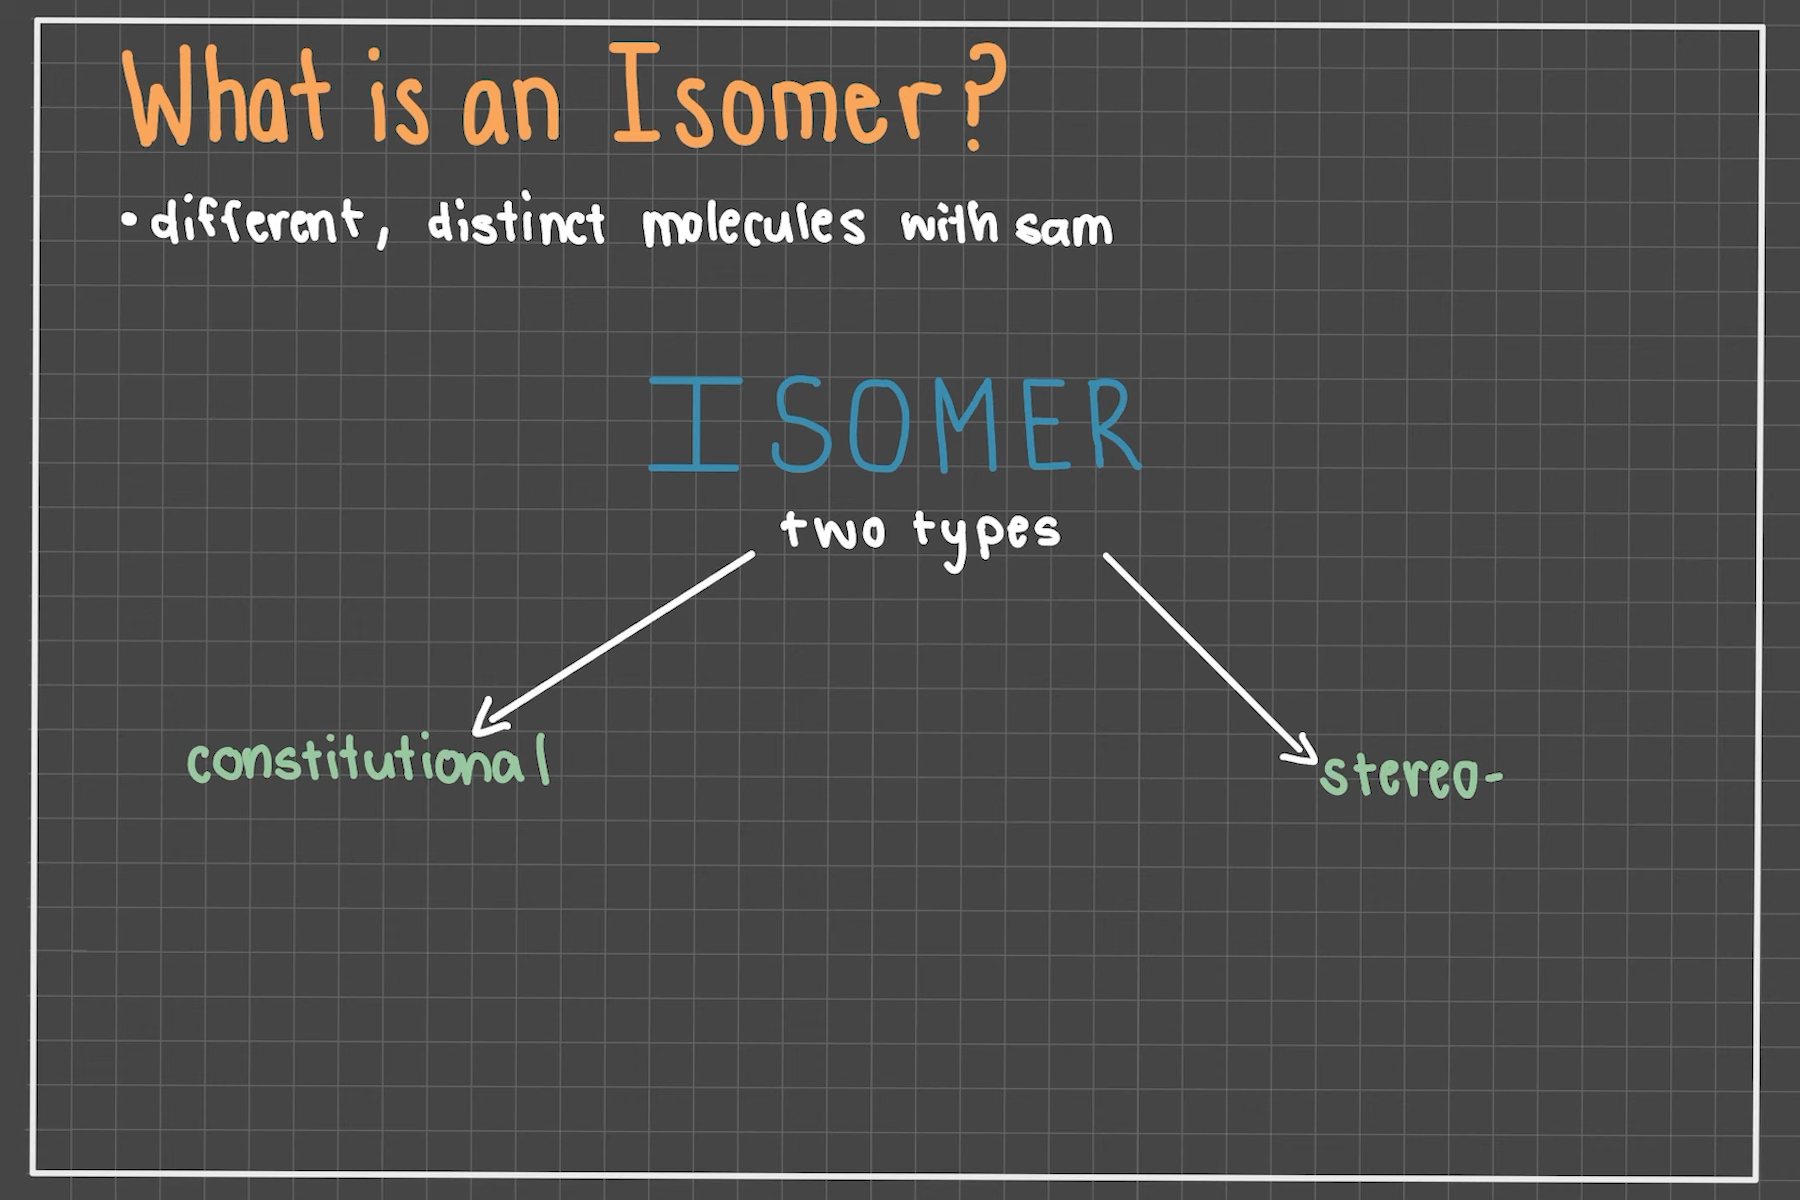 What is an Isomer?
• different, distinct molecules with sam
ISOMER
two types
constitutional
stereo-